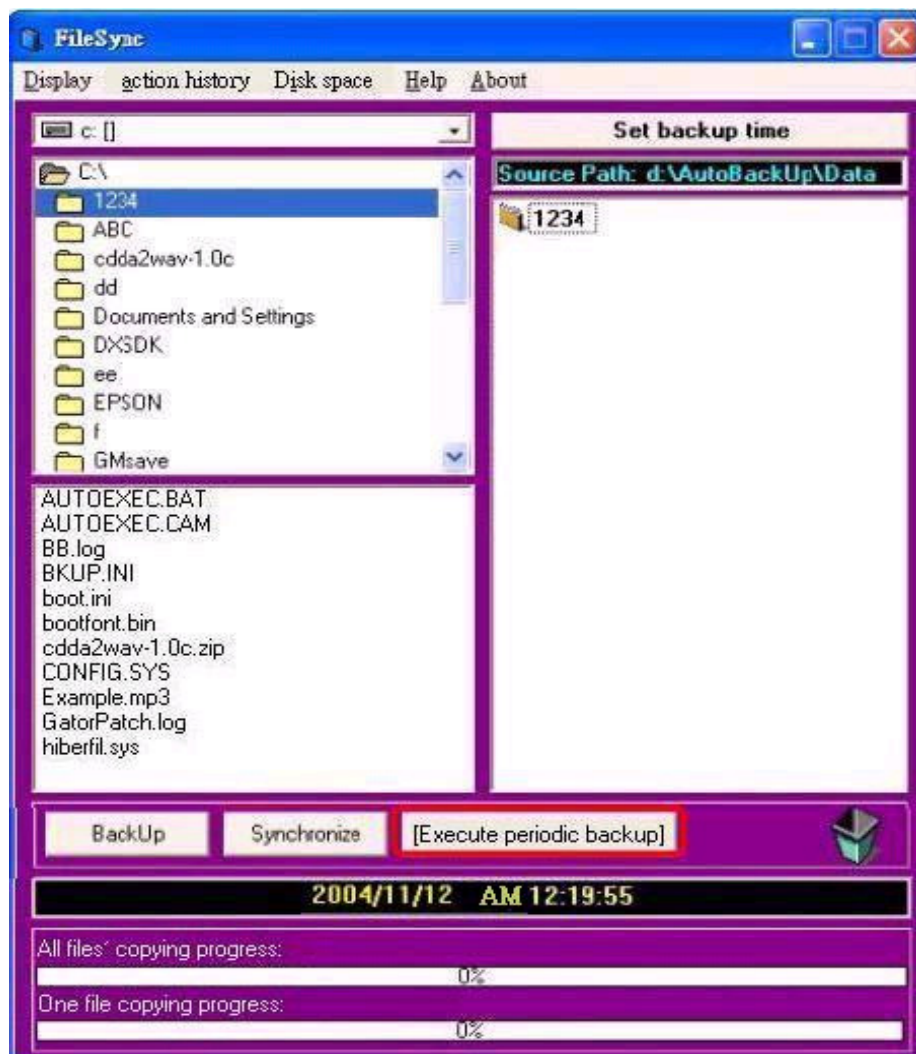 FileSync
Display action history Disk space Help About
c: []
C:\
1234
ABC
cdda2wav-1.0c
dd
Documents and Settings
DXSDK
ee
EPSON
f
GMsave
AUTOEXEC.BAT
AUTOEXEC.CAM
BB.log
BKUP.INI
boot.ini
bootfont.bin
cdda2wav-1.0c.zip
CONFIG.SYS
Example.mp3
GatorPatch.log
hiberfil.sys
Set backup time
Source Path: d:\AutoBackUp\Data
1234
BackUp Synchronize [Execute periodic backup]
2004/11/12 AM 12:19:55
All files' copying progress:
0%
One file copying progress:
0%